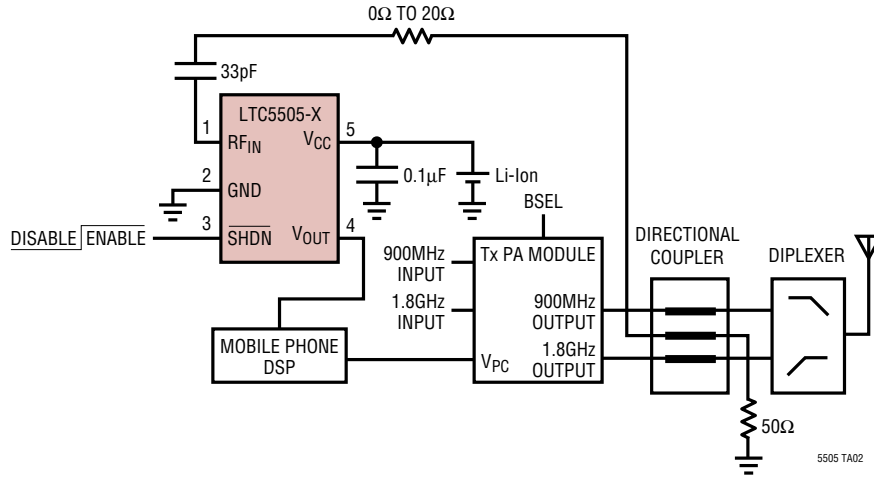 0Ω TO 20Ω
33pF
LTC5505-X
1
RFIN
VCC
5
2
GND
0.1µF
Li-Ion
3
SHDN
VOUT
4
DISABLE ENABLE
BSEL
900MHz
INPUT
1.8GHz
INPUT
Tx PA MODULE
900MHz
OUTPUT
1.8GHz
OUTPUT
VPC
MOBILE PHONE
DSP
DIRECTIONAL
COUPLER
DIPLEXER
50Ω
5505 TA02